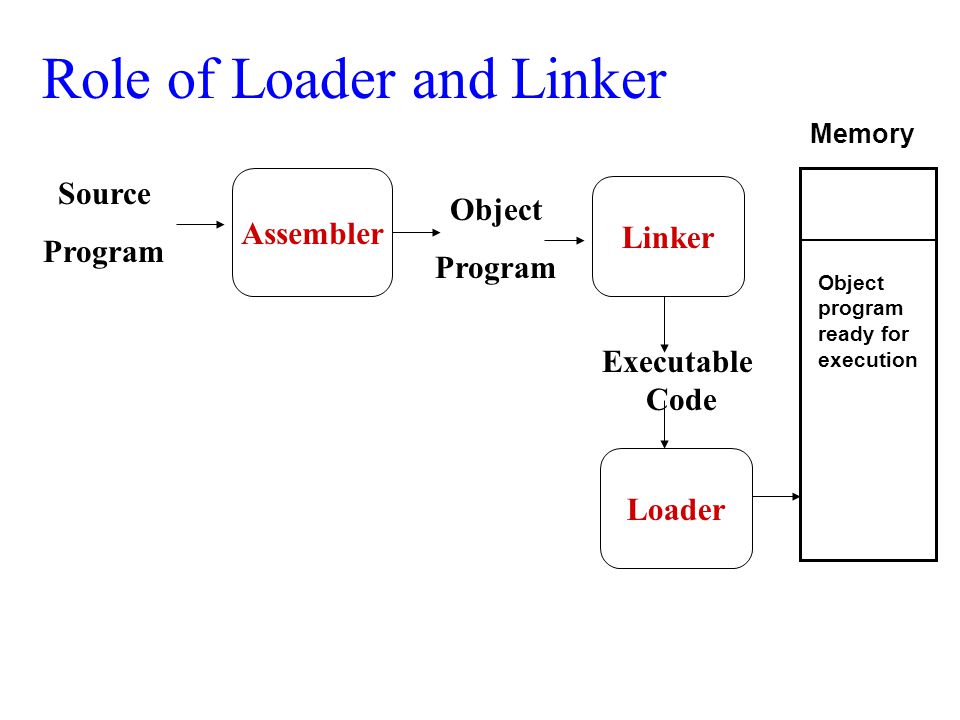 Role of Loader and Linker
Memory
Source
Program
Assembler
Object
Program
Linker
Executable
Code
Loader
Object
program
ready for
execution